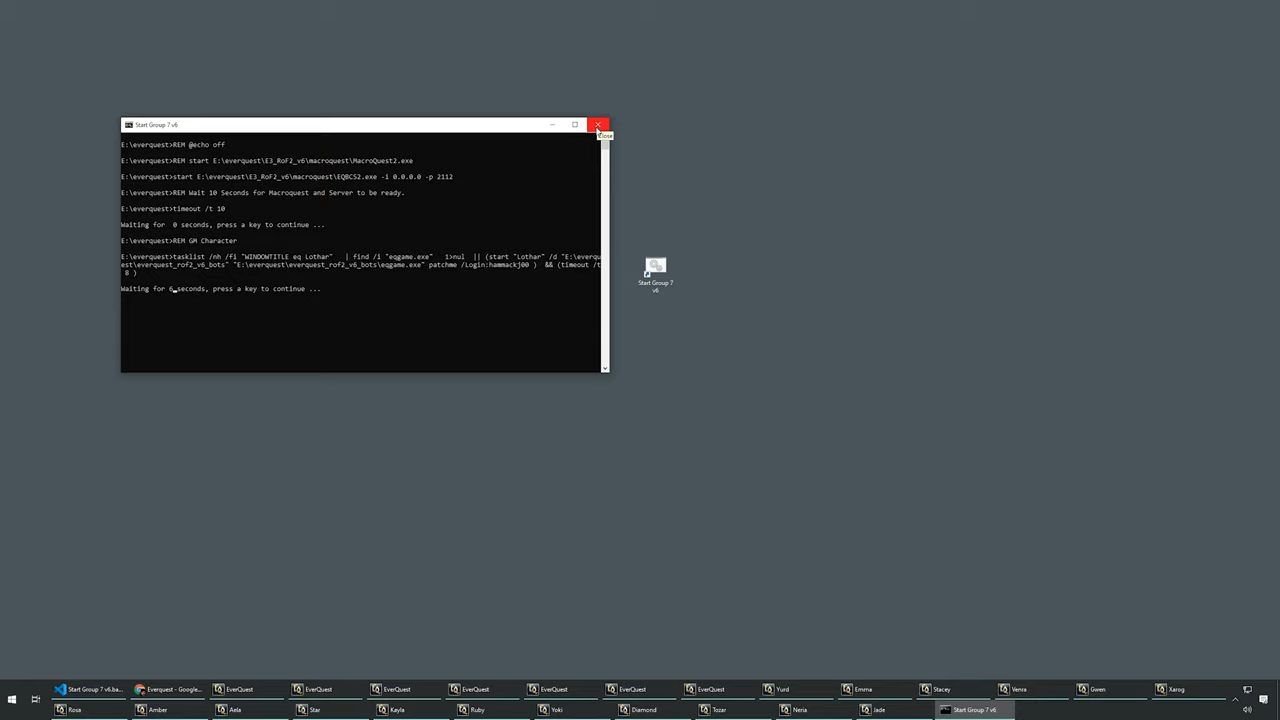 Start Group 7 v6
Close
E:\everquest>REM @echo off
E:\everquest>REM start E:\everquest\E3_RoF2_v6\macroquest\MacroQuest2.exe
E:\everquest>start E:\everquest\E3_RoF2_v6\macroquest\EQBCS2.exe -i 0.0.0.0 -p 2112
E:\everquest>REM Wait 10 Seconds for Macroquest and Server to be ready.
E:\everquest>timeout /t 10
Waiting for 0 seconds, press a key to continue ...
E:\everquest>REM GM Character
E:\everquest>tasklist /nh /fi "WINDOWTITLE eq Lothar" | find /i "eqgame.exe" 1>nul || (start "Lothar" /d "E:\everqu
est\everquest_rof2_v6_bots" "E:\everquest\everquest_rof2_v6_bots\eqgame.exe" patchme /Login:hammackj00 ) && (timeout /t
8 )
Waiting for 6 seconds, press a key to continue ...
Start Group 7
v6
Start Group 7 v6.ba...
Everquest - Google...
EverQuest
EverQuest
EverQuest
EverQuest
EverQuest
EverQuest
EverQuest
Yurd
Emma
Stacey
Venra
Gwen
Xarog
Rosa
Amber
Aela
Star
Kayla
Ruby
Yoki
Diamond
Tozar
Neria
Jade
Start Group 7 v6